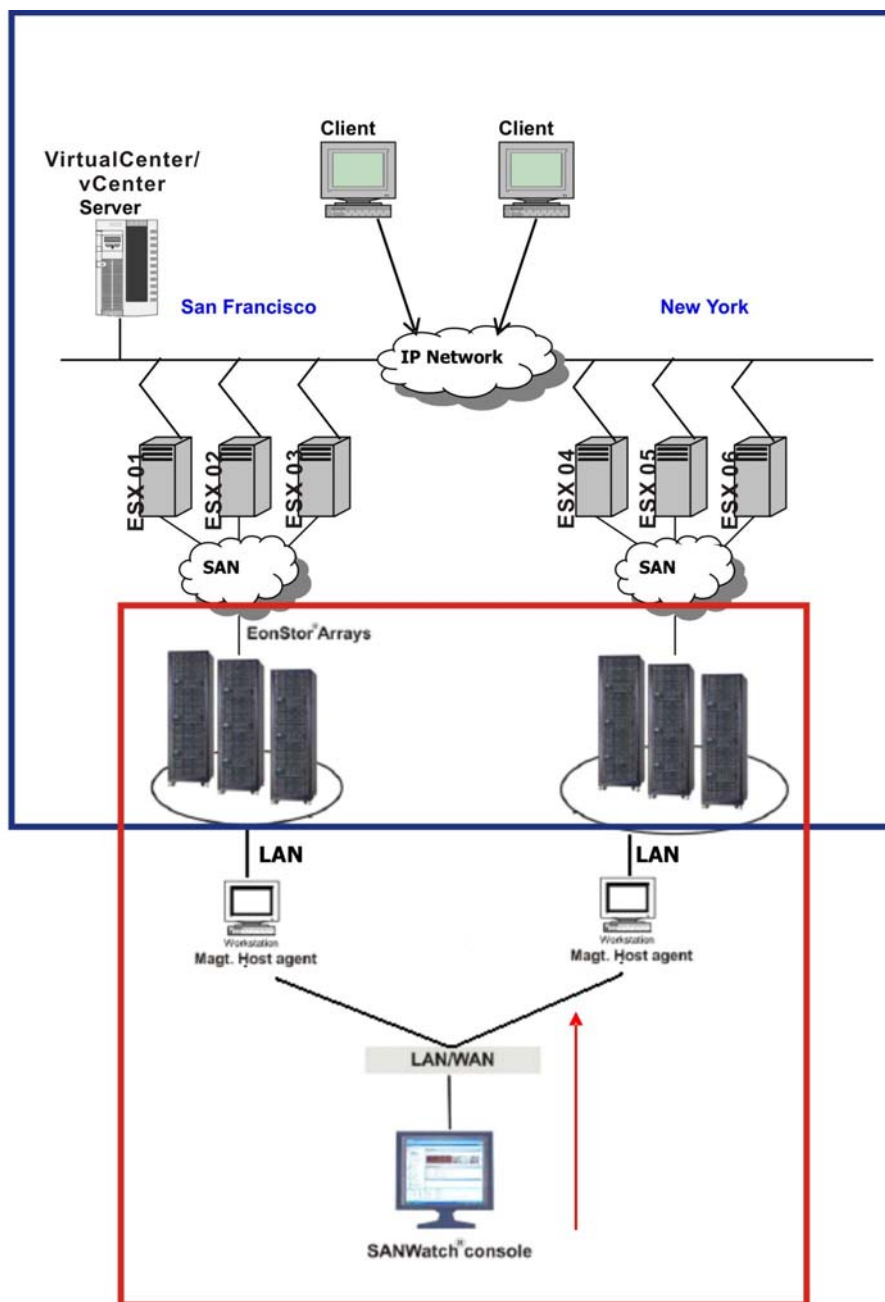 Client
Client
VirtualCenter/
vCenter
Server
San Francisco
New York
IP Network
ESX 01
ESX 02
ESX 03
ESX 04
ESX 05
ESX 06
SAN
SAN
EonStor® Arrays
LAN
LAN
Workstation
Magt. Host agent
Workstation
Magt. Host agent
LAN/WAN
SANWatch® console